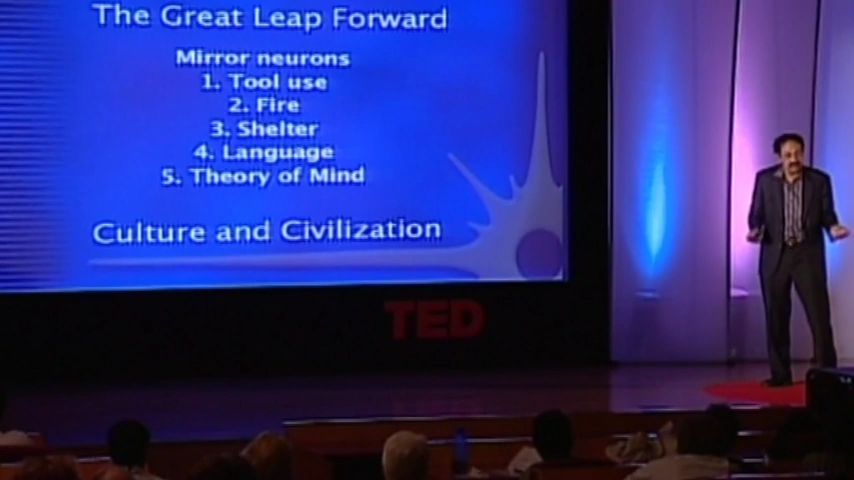 The Great Leap Forward
Mirror neurons
1. Tool use
2. Fire
3. Shelter
4. Language
5. Theory of Mind
Culture and Civilization
TED